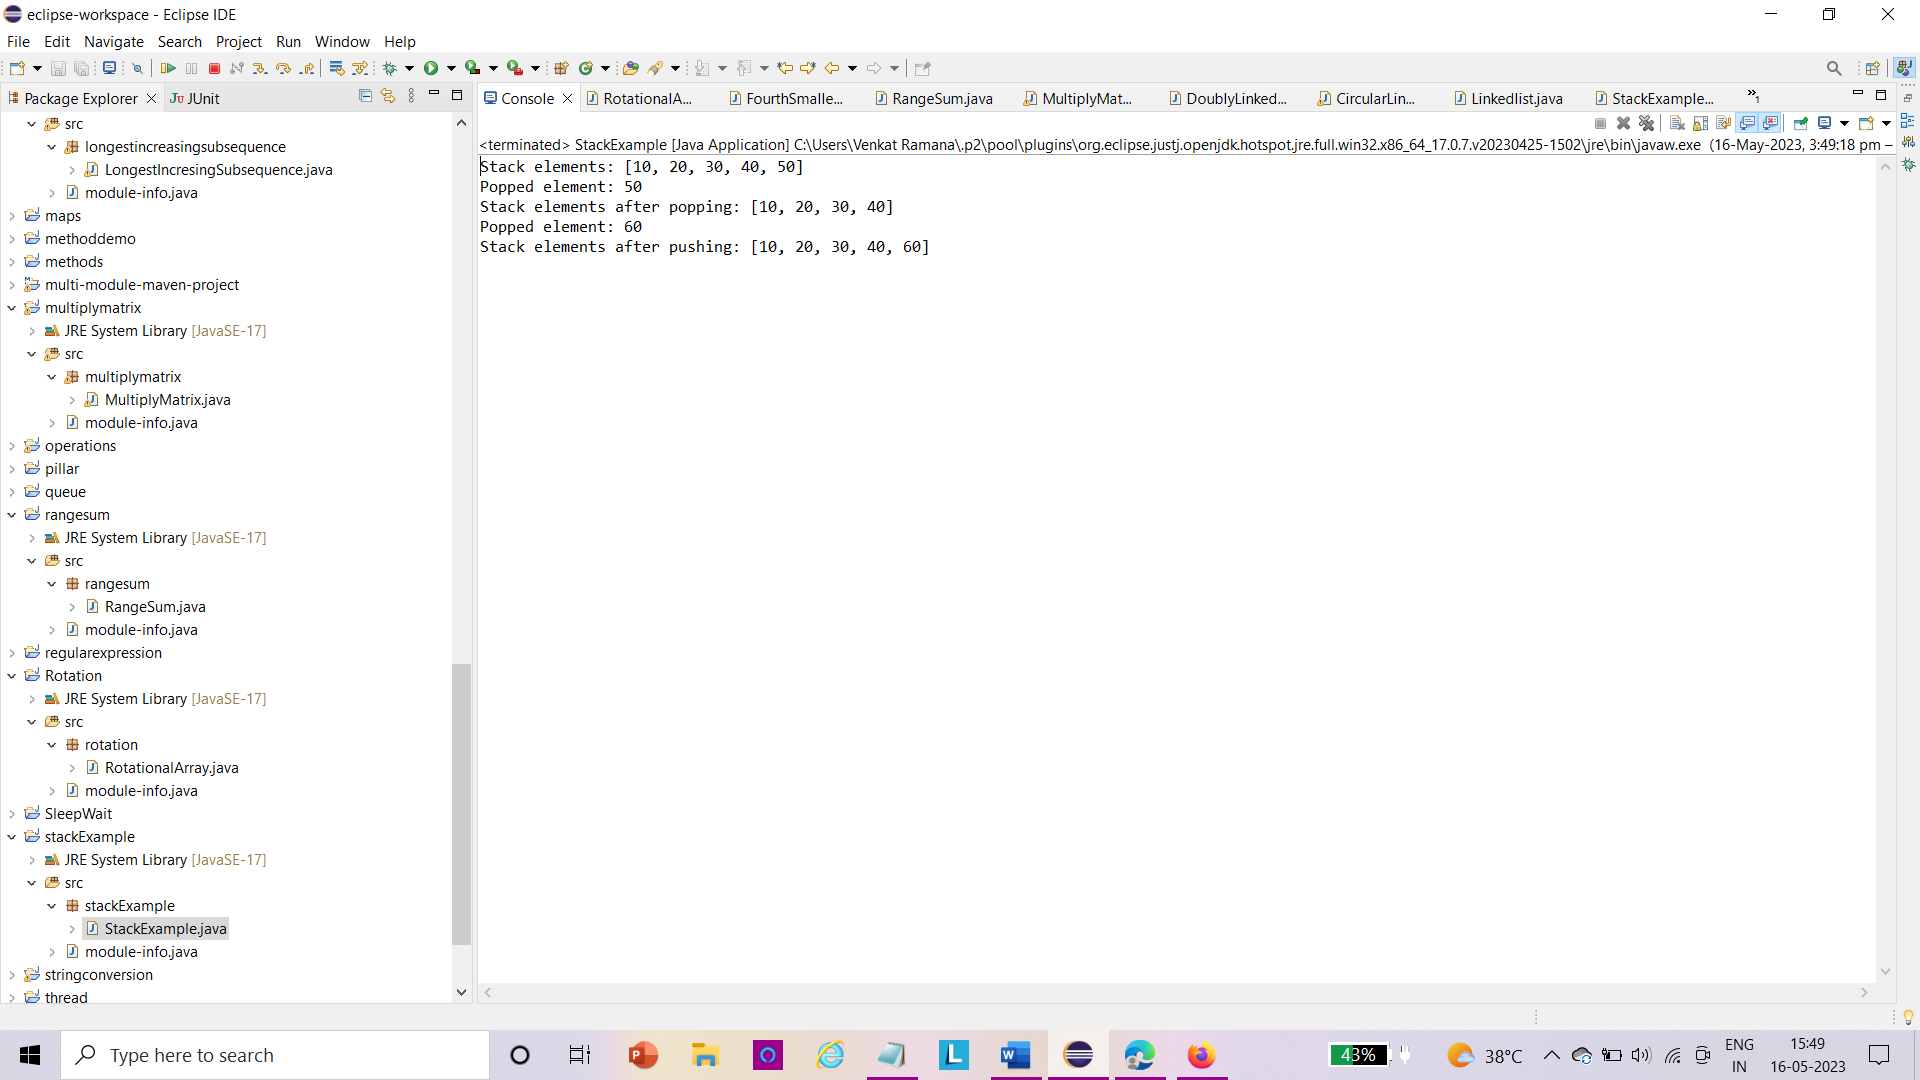 eclipse-workspace - Eclipse IDE
File Edit Navigate Search Project Run Window Help
Package Explorer JUnit
Console RotationalA... FourthSmalle... RangeSum.java MultiplyMat... DoublyLinked... CircularLin... Linkedlist.java StackExample... »1
<terminated> StackExample [Java Application] C:\Users\Venkat Ramana\.p2\pool\plugins\org.eclipse.justj.openjdk.hotspot.jre.full.win32.x86_64_17.0.7.v20230425-1502\jre\bin\javaw.exe (16-May-2023, 3:49:18 pm –
Stack elements: [10, 20, 30, 40, 50]
Popped element: 50
Stack elements after popping: [10, 20, 30, 40]
Popped element: 60
Stack elements after pushing: [10, 20, 30, 40, 60]
src
longestincreasingsubsequence
LongestIncresingSubsequence.java
module-info.java
maps
methoddemo
methods
multi-module-maven-project
multiplymatrix
JRE System Library [JavaSE-17]
src
multiplymatrix
MultiplyMatrix.java
module-info.java
operations
pillar
queue
rangesum
JRE System Library [JavaSE-17]
src
rangesum
RangeSum.java
module-info.java
regularexpression
Rotation
JRE System Library [JavaSE-17]
src
rotation
RotationalArray.java
module-info.java
SleepWait
stackExample
JRE System Library [JavaSE-17]
src
stackExample
StackExample.java
module-info.java
stringconversion
thread
Type here to search
43%
38°C
ENG
IN
15:49
16-05-2023